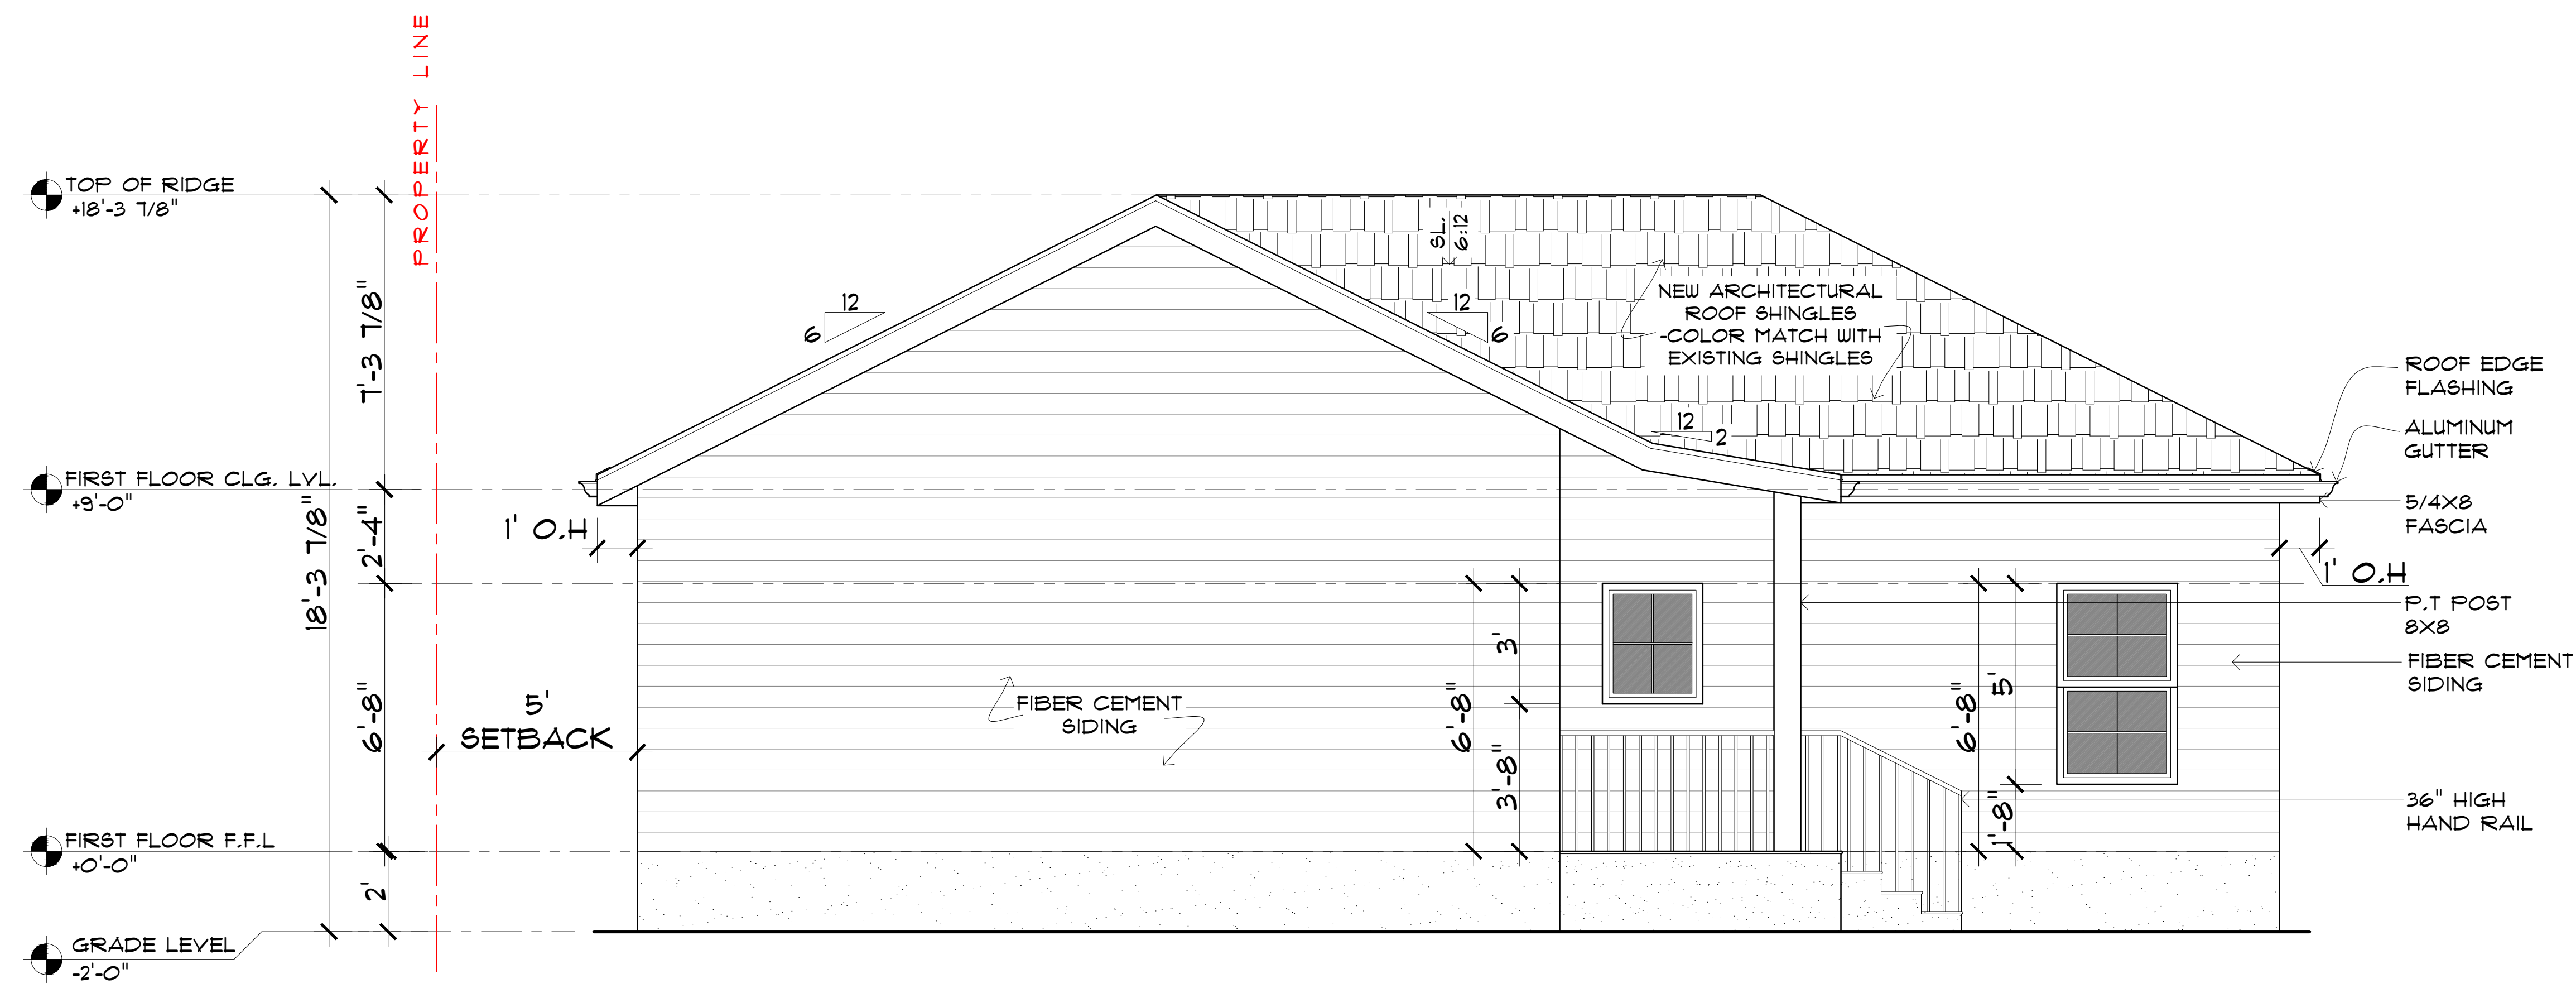 PROPERTY LINE
TOP OF RIDGE
+18'-3 7/8"
FIRST FLOOR CLG. LVL.
+9'-0"
FIRST FLOOR F.F.L
+0'-0"
GRADE LEVEL
-2'-0"
18'-3 7/8"
7'-3 7/8"
2'-4"
6'-8"
2'
5'
SETBACK
1' O.H
12
6
SL.
6:12
12
6
12
2
NEW ARCHITECTURAL
ROOF SHINGLES
-COLOR MATCH WITH
EXISTING SHINGLES
FIBER CEMENT
SIDING
6'-8"
3'
3'-8"
6'-8"
5'
1'-8"
ROOF EDGE
FLASHING
ALUMINUM
GUTTER
5/4X8
FASCIA
1' O.H
P.T POST
8X8
FIBER CEMENT
SIDING
36" HIGH
HAND RAIL